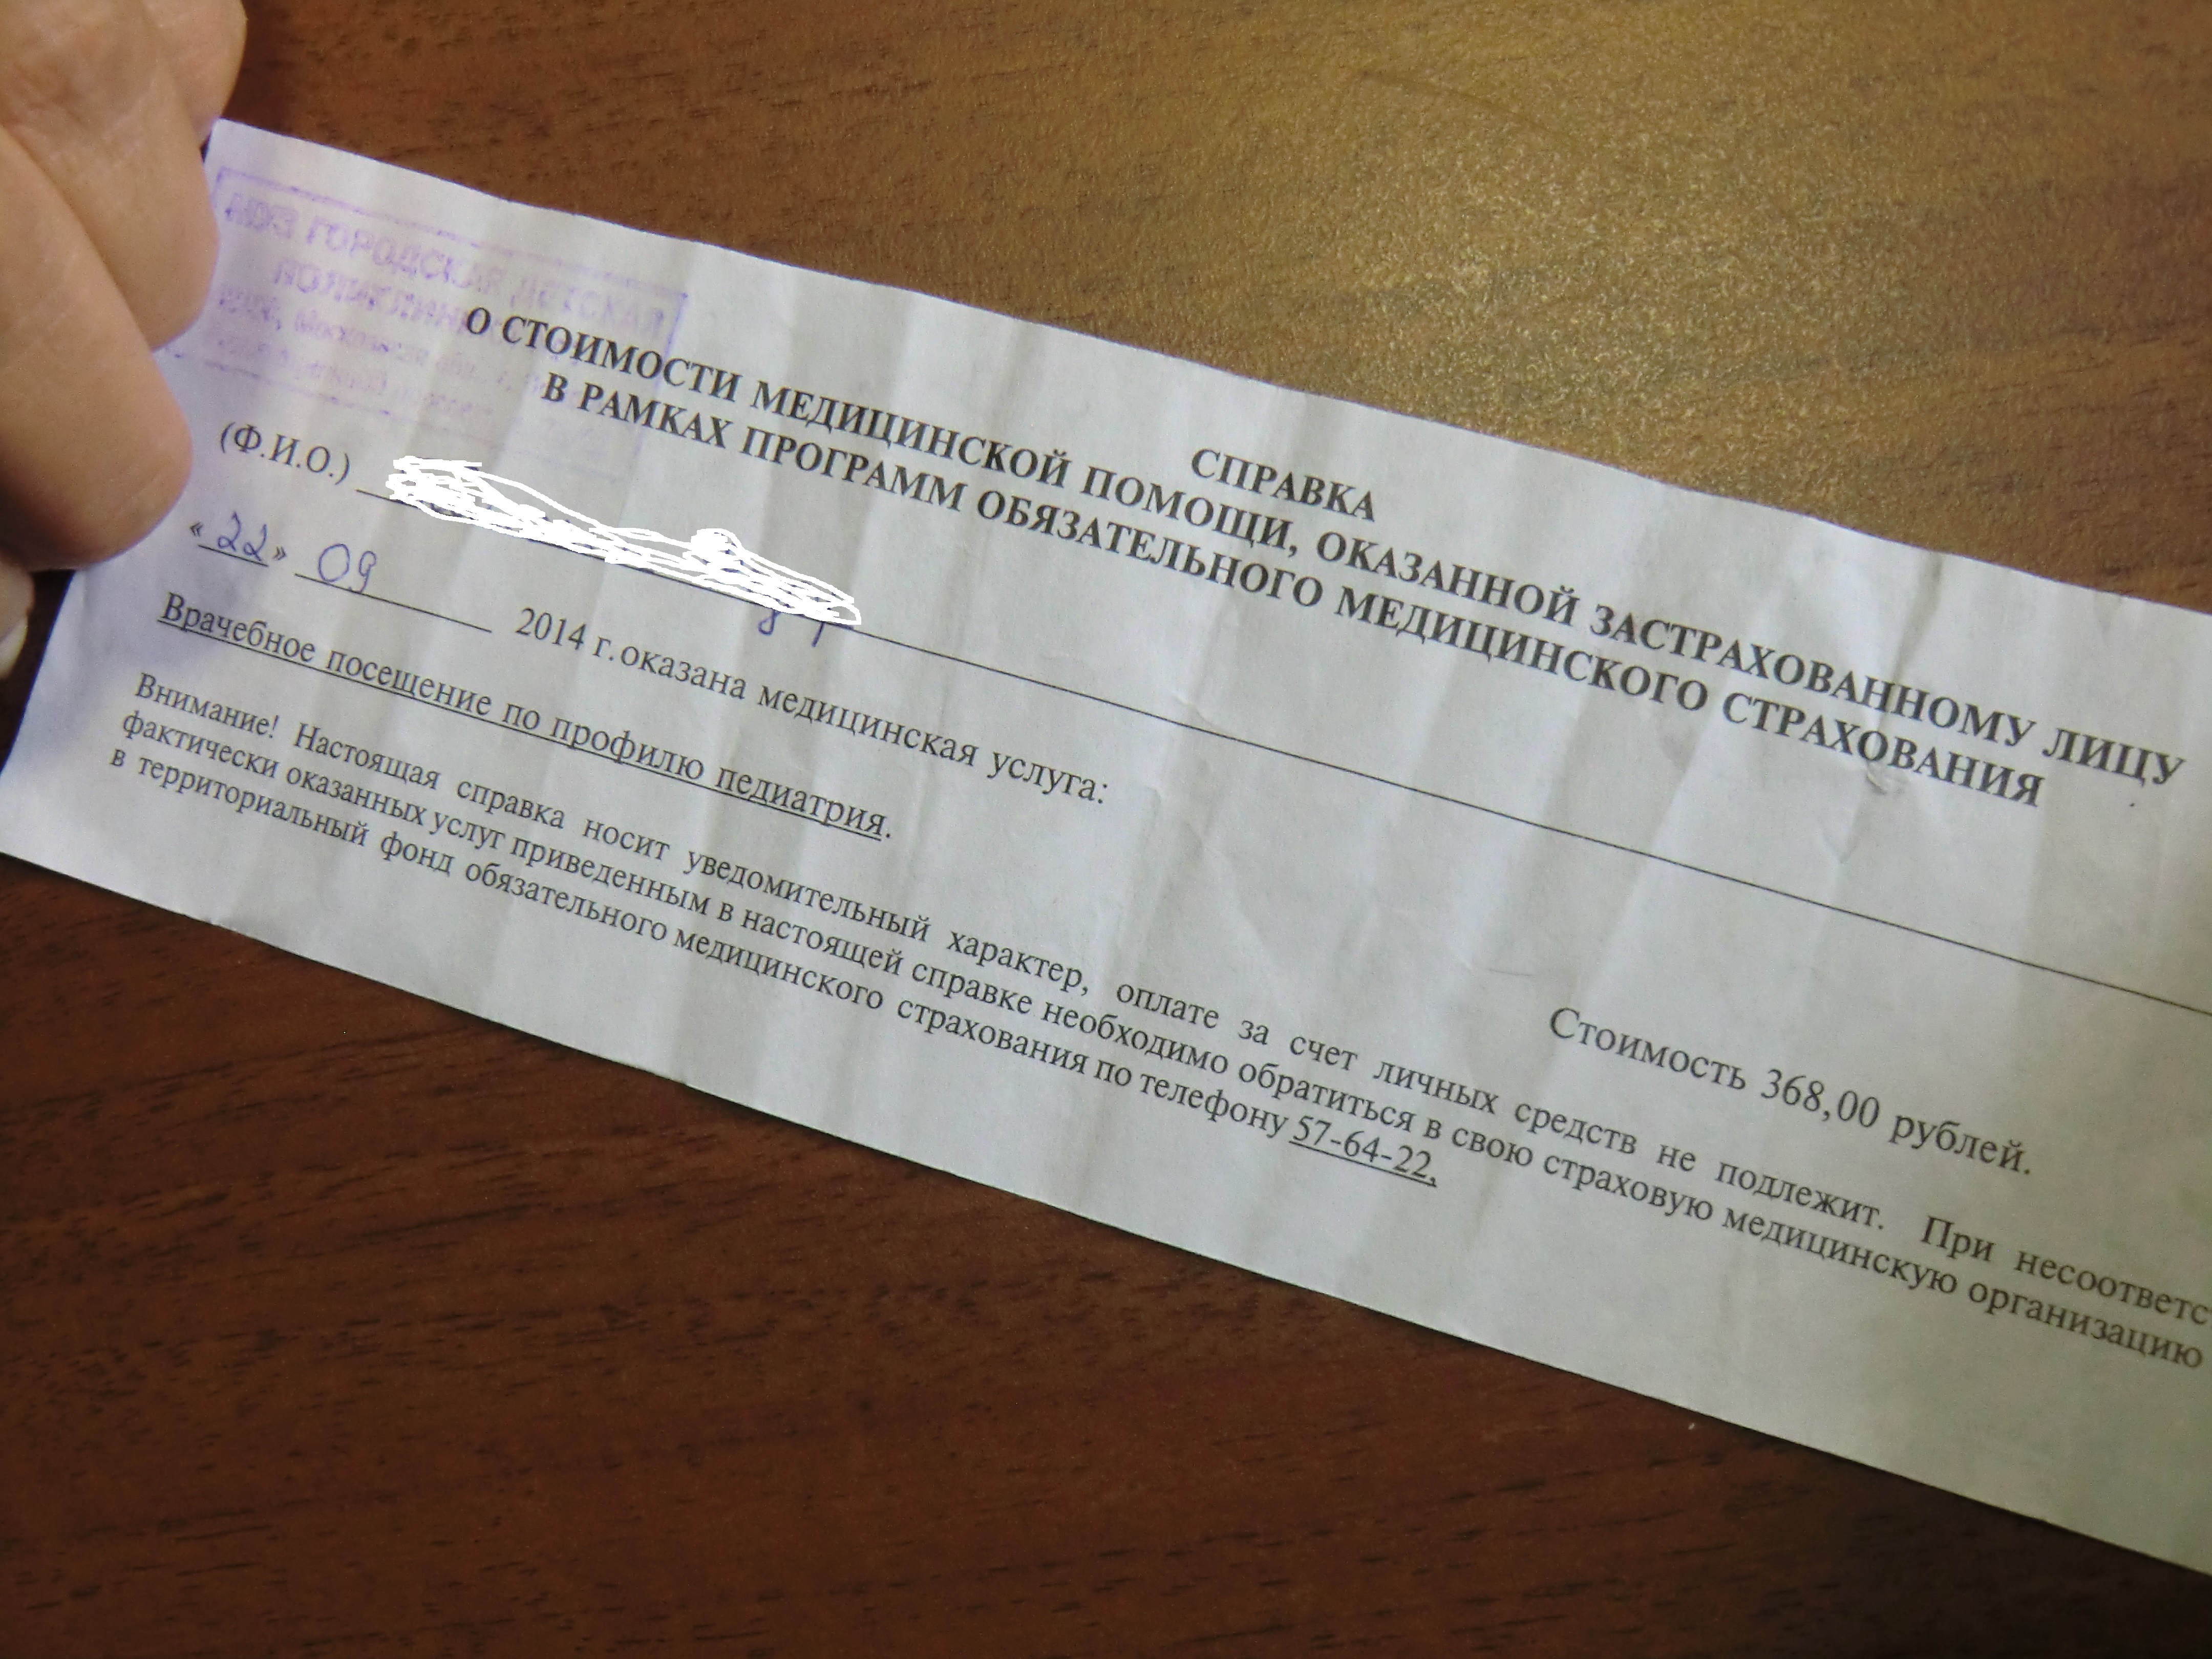 ГОРОДСКАЯ ДЕТСКАЯ
СПРАВКА
О СТОИМОСТИ МЕДИЦИНСКОЙ ПОМОЩИ, ОКАЗАННОЙ ЗАСТРАХОВАННОМУ ЛИЦУ
В РАМКАХ ПРОГРАММ ОБЯЗАТЕЛЬНОГО МЕДИЦИНСКОГО СТРАХОВАНИЯ
(Ф.И.О.)
«22» 09 2014 г.оказана медицинская услуга:
Врачебное посещение по профилю педиатрия. Стоимость 368,00 рублей.
Внимание! Настоящая справка носит уведомительный характер, оплате за счет личных средств не подлежит. При несоответс
фактически оказанных услуг приведенным в настоящей справке необходимо обратиться в свою страховую медицинскую организацию
в территориальный фонд обязательного медицинского страхования по телефону 57-64-22,